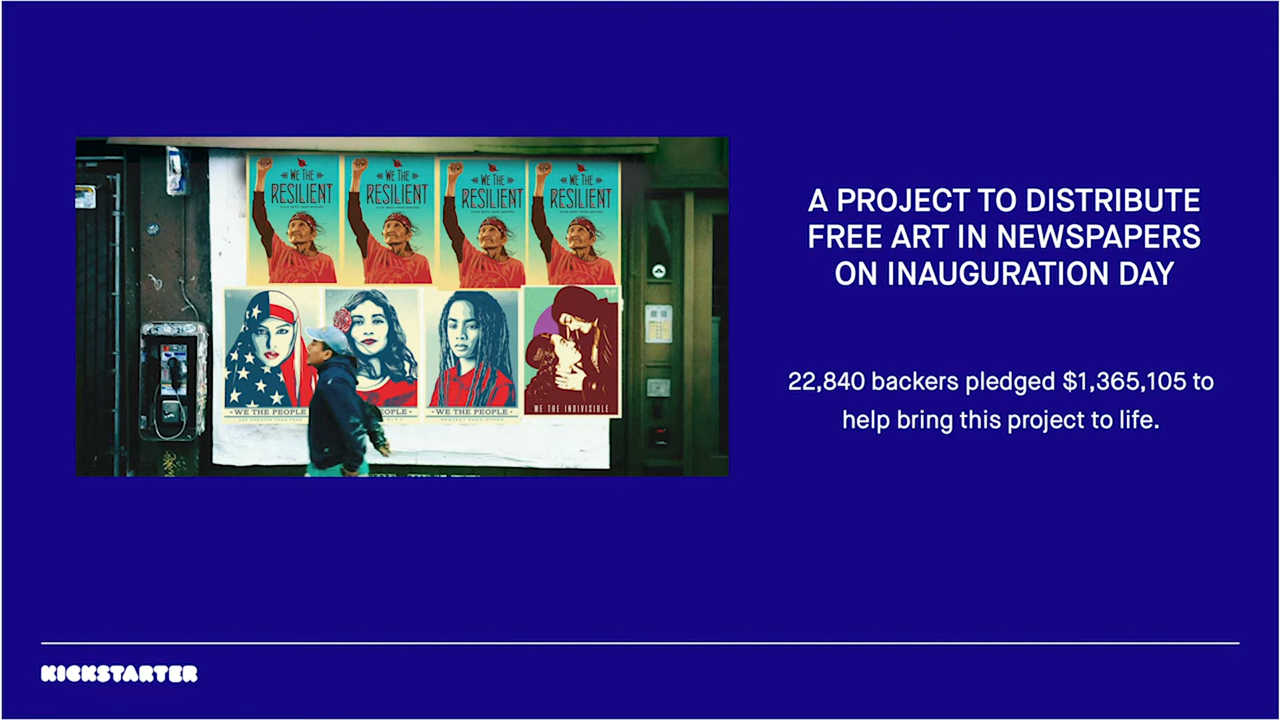 WE THE
RESILIENT
WE THE
RESILIENT
WE THE
RESILIENT
WE THE
RESILIENT
WE THE PEOPLE
PEOPLE
WE THE PEOPLE
WE THE INDIVISIBLE
A PROJECT TO DISTRIBUTE
FREE ART IN NEWSPAPERS
ON INAUGURATION DAY
22,840 backers pledged $1,365,105 to
help bring this project to life.
KICKSTARTER